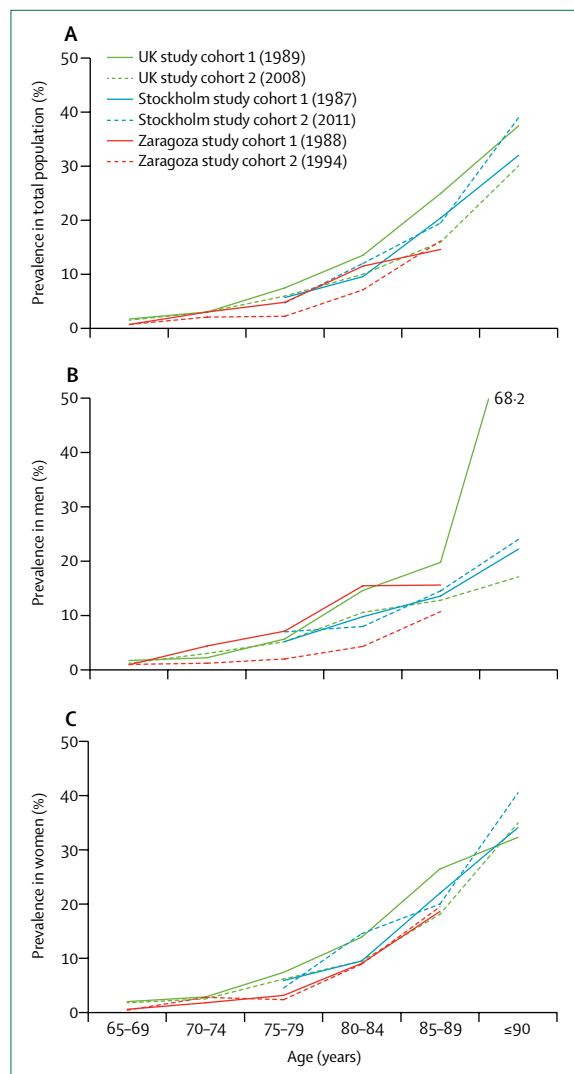 A
UK study cohort 1 (1989)
UK study cohort 2 (2008)
Stockholm study cohort 1 (1987)
Stockholm study cohort 2 (2011)
Zaragoza study cohort 1 (1988)
Zaragoza study cohort 2 (1994)
Prevalence in total population (%)
50
40
30
20
10
0
B
68·2
Prevalence in men (%)
50
40
30
20
10
0
C
Prevalence in women (%)
50
40
30
20
10
0
65–69 70–74 75–79 80–84 85–89 ≤90
Age (years)